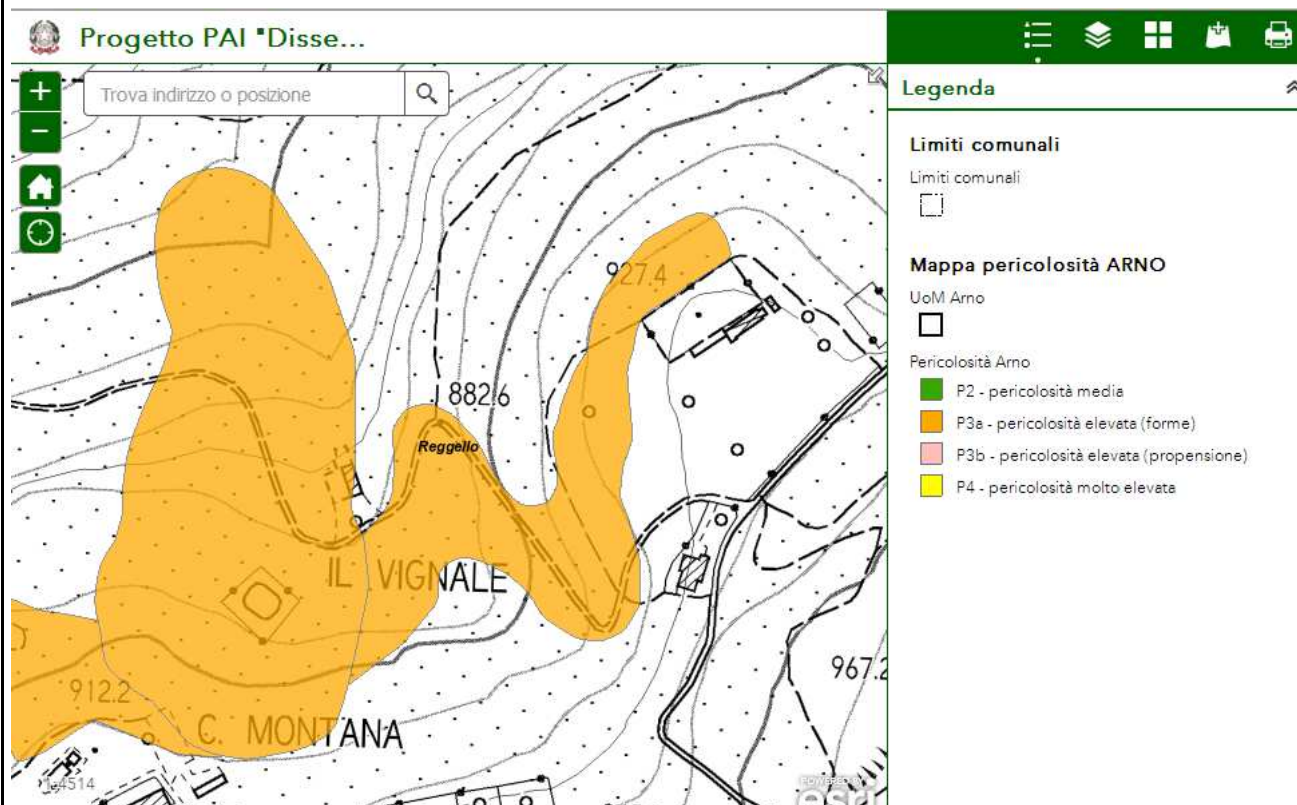 Progetto PAI "Disse...
Trova indirizzo o posizione
927.4
882.6
Reggello
IL VIGNALE
967.2
912.2
C. MONTANA
POWERED BY
esri
Legenda
Limiti comunali
Limiti comunali
Mappa pericolosità ARNO
UoM Arno
Pericolosità Arno
P2 - pericolosità media
P3a - pericolosità elevata (forme)
P3b - pericolosità elevata (propensione)
P4 - pericolosità molto elevata